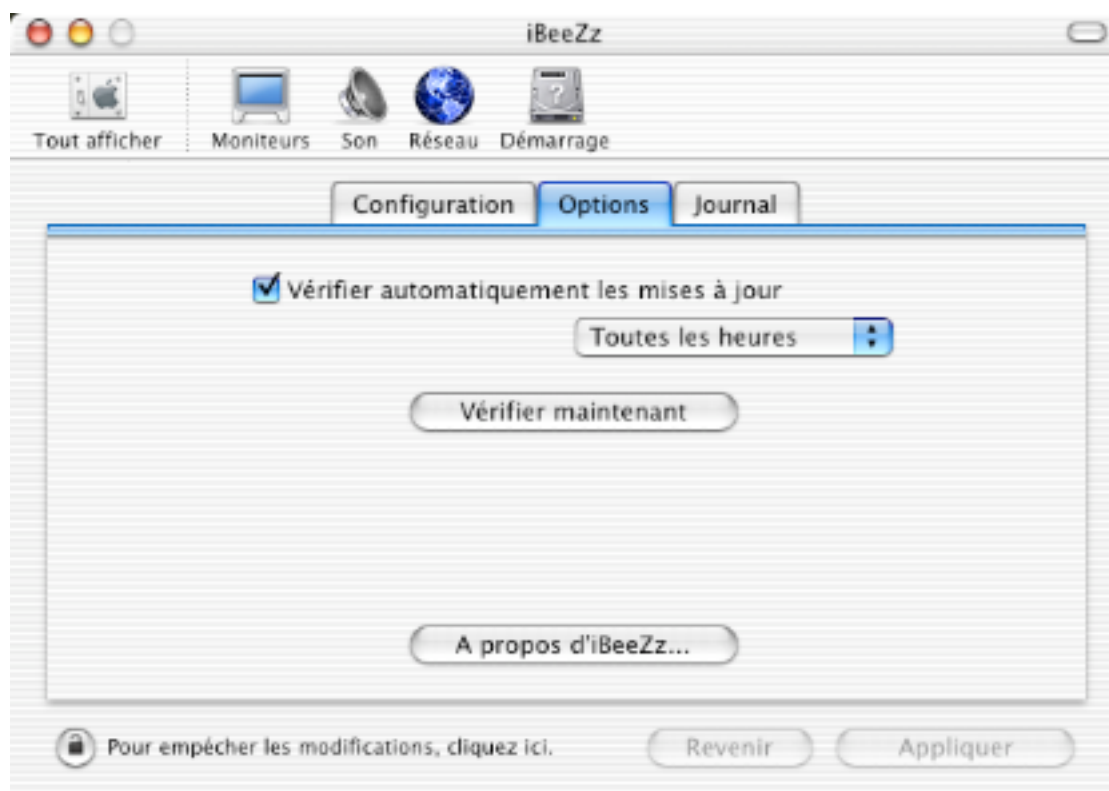 iBeeZz
Tout afficher Moniteurs Son Réseau Démarrage
Configuration Options Journal
Vérifier automatiquement les mises à jour
Toutes les heures
Vérifier maintenant
A propos d'iBeeZz...
Pour empécher les modifications, cliquez ici. Revenir Appliquer